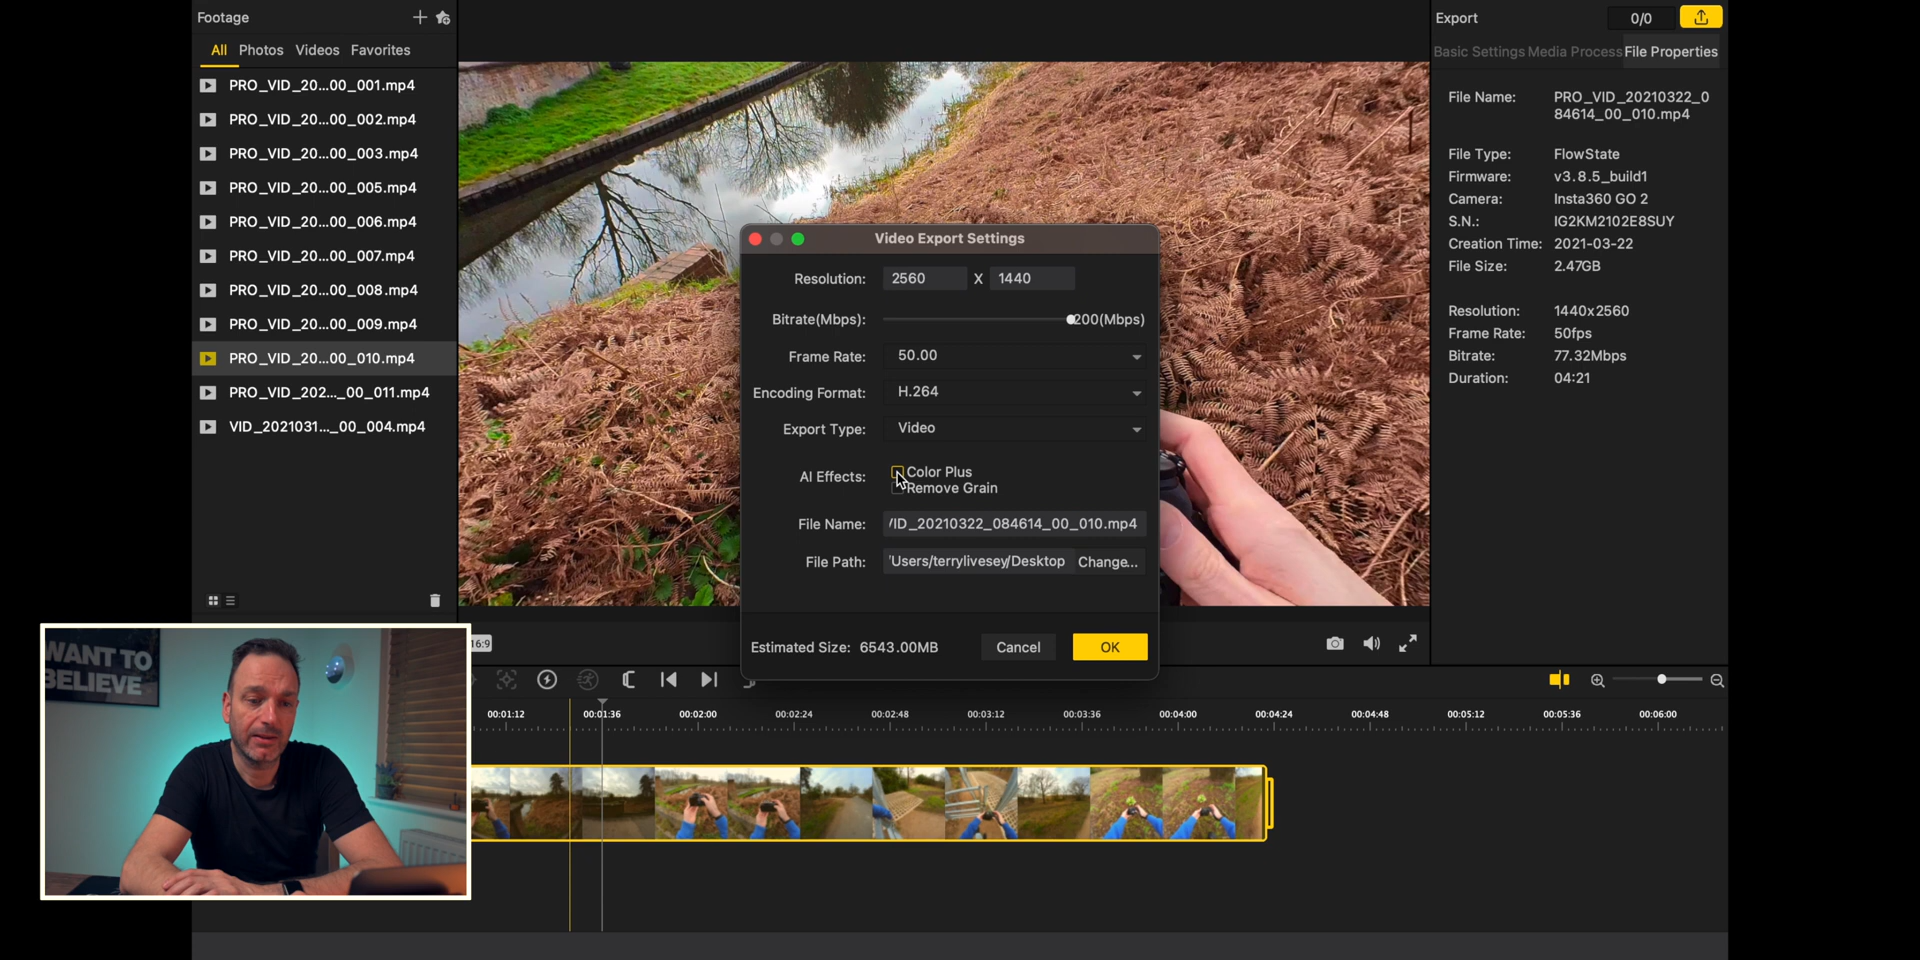 Footage
All Photos Videos Favorites
PRO_VID_20...00_001.mp4
PRO_VID_20...00_002.mp4
PRO_VID_20...00_003.mp4
PRO_VID_20...00_005.mp4
PRO_VID_20...00_006.mp4
PRO_VID_20...00_007.mp4
PRO_VID_20...00_008.mp4
PRO_VID_20...00_009.mp4
PRO_VID_20...00_010.mp4
PRO_VID_202..._00_011.mp4
VID_2021031..._00_004.mp4
WANT TO
BELIEVE
16:9
Video Export Settings
Resolution: 2560 X 1440
Bitrate(Mbps): 200(Mbps)
Frame Rate: 50.00
Encoding Format: H.264
Export Type: Video
AI Effects: Color Plus
Remove Grain
File Name: VID_20210322_084614_00_010.mp4
File Path: 'Users/terrylivesey/Desktop Change...
Estimated Size: 6543.00MB Cancel OK
Export 0/0
Basic Settings Media Process File Properties
File Name: PRO_VID_20210322_0
84614_00_010.mp4
File Type: FlowState
Firmware: v3.8.5_build1
Camera: Insta360 GO 2
S.N.: IG2KM2102E8SUY
Creation Time: 2021-03-22
File Size: 2.47GB
Resolution: 1440x2560
Frame Rate: 50fps
Bitrate: 77.32Mbps
Duration: 04:21
00:01:12 00:01:36 00:02:00 00:02:24 00:02:48 00:03:12 00:03:36 00:04:00 00:04:24 00:04:48 00:05:12 00:05:36 00:06:00